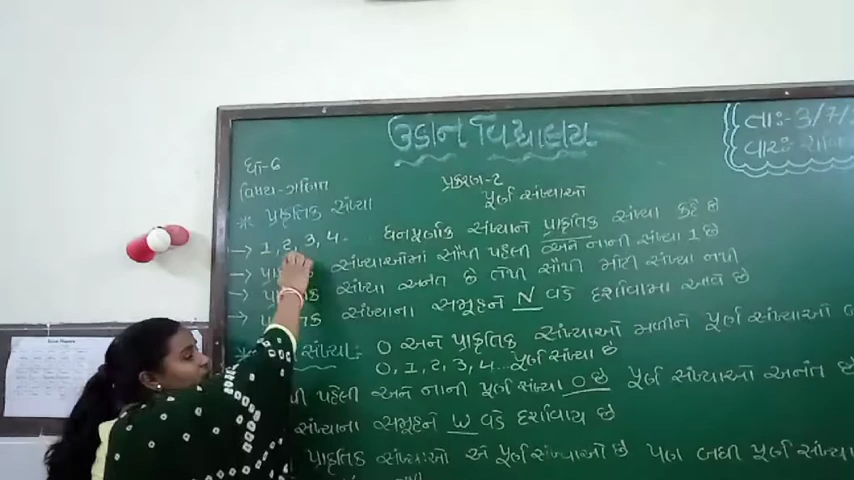 ઉડાન વિદ્યાલય
તા:-3/7/
વાર:
ધો-6
વિષય-ગણિત
પ્રકરણ-2
પૂર્ણ સંખ્યાઓ
* પ્રાકૃતિક સંખ્યા
→ 1, 2, 3, 4.. ધનપૂર્ણાંક સંખ્યાને પ્રાકૃતિક સંખ્યા કહે છે
→ સંખ્યાઓમાં સૌથી પહેલી અને નાની સંખ્યા 1 છે
→ સંખ્યા અનંત છે તેથી સૌથી મોટી સંખ્યા નથી
→ સંખ્યાના સમૂહને N વડે દર્શાવામાં આવે છે.
સંખ્યા: 0 અને પ્રાકૃતિક સંખ્યાઓ મળીને પૂર્ણ સંખ્યાઓ
0, 1, 2, 3, 4...પૂર્ણ સંખ્યા છે
પહેલી અને નાની પૂર્ણ સંખ્યા 0 છે પૂર્ણ સંખ્યાઓ અનંત છે
સંખ્યાના સમૂહને W વડે દર્શાવાય છે
પ્રાકૃતિક સંખ્યાઓ એ પૂર્ણ સંખ્યાઓ છે પણ બધી પૂર્ણ